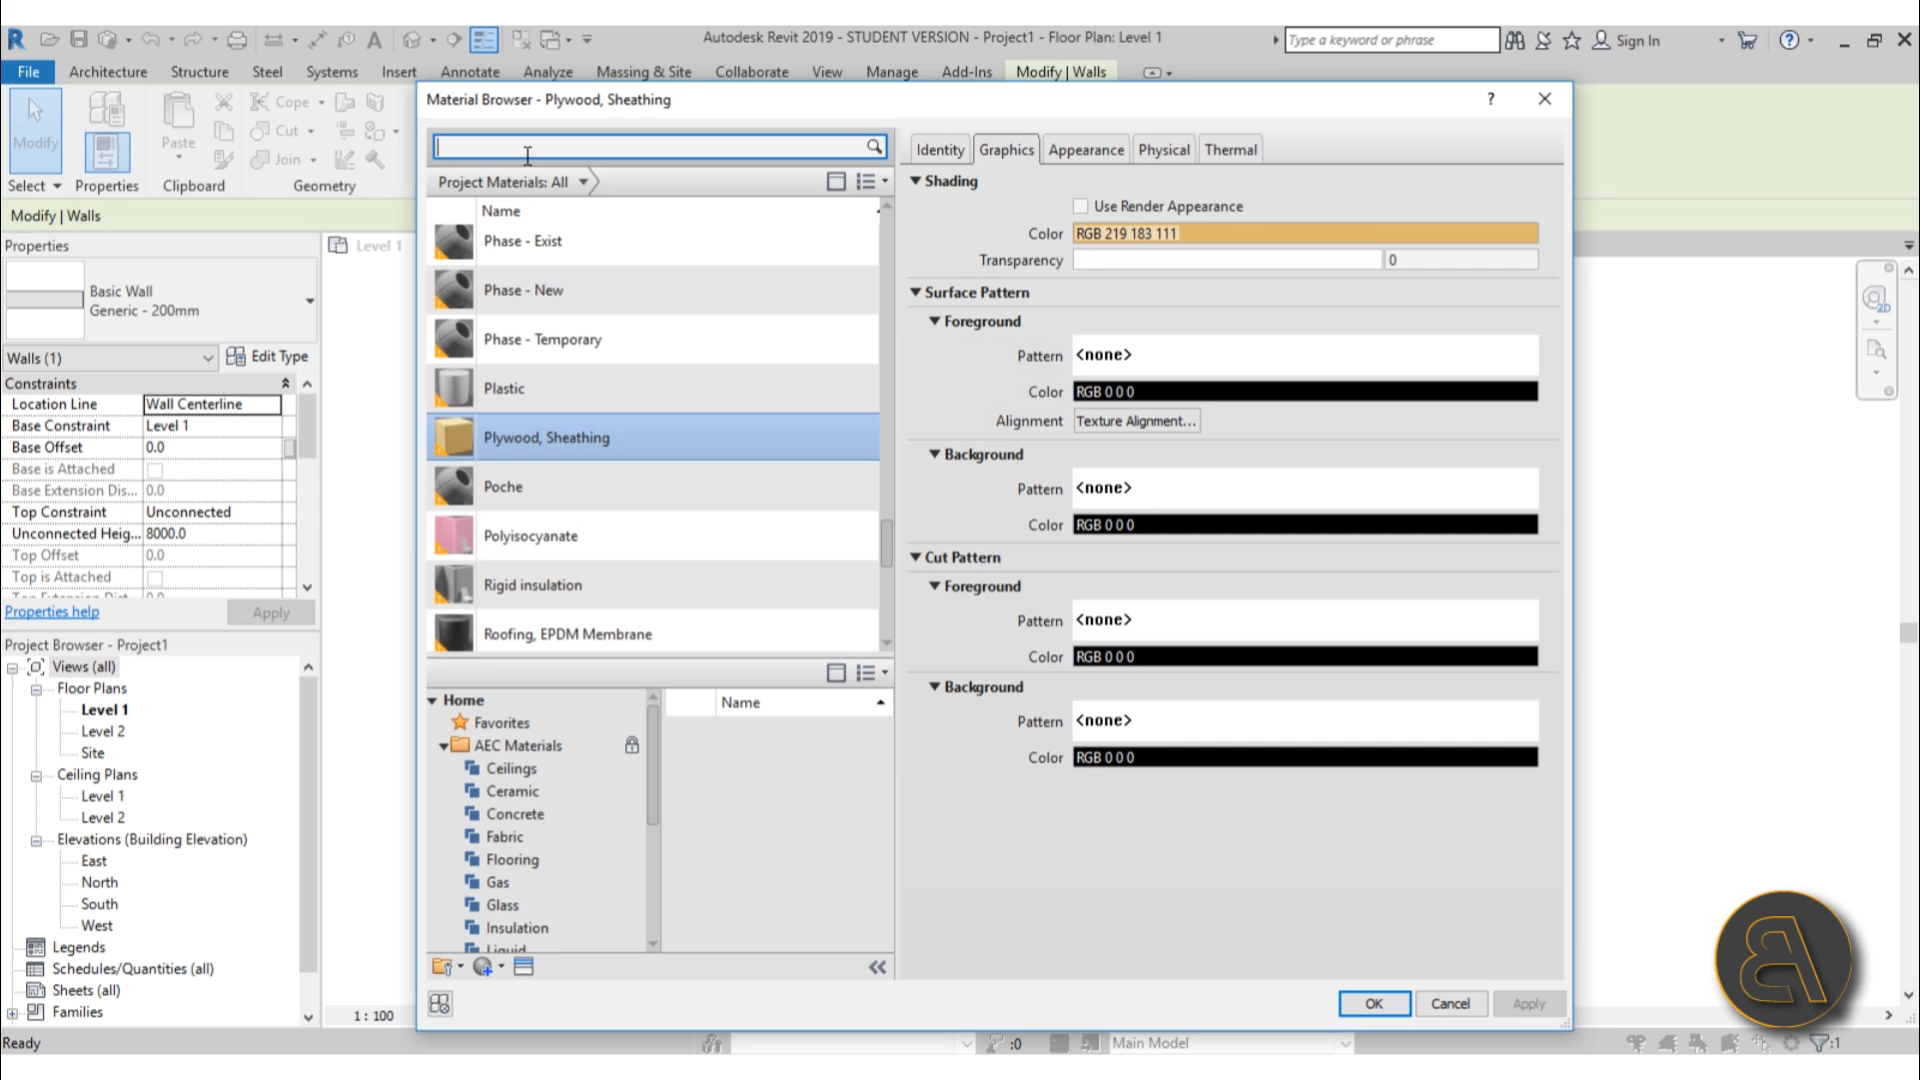 Autodesk Revit 2019 - STUDENT VERSION - Project1 - Floor Plan: Level 1
Type a keyword or phrase
Sign In
File
Architecture
Structure
Steel
Systems
Insert
Annotate
Analyze
Massing & Site
Collaborate
View
Manage
Add-Ins
Modify | Walls
Modify
Paste
Cope
Cut
Join
Select
Properties
Clipboard
Geometry
Modify | Walls
Properties
Basic Wall
Generic - 200mm
Walls (1)
Edit Type
Constraints
Location Line Wall Centerline
Base Constraint Level 1
Base Offset 0.0
Base is Attached
Base Extension Dis... 0.0
Top Constraint Unconnected
Unconnected Heig... 8000.0
Top Offset 0.0
Top is Attached
Properties help
Apply
Project Browser - Project1
Views (all)
Floor Plans
Level 1
Level 2
Site
Ceiling Plans
Level 1
Level 2
Elevations (Building Elevation)
East
North
South
West
Legends
Schedules/Quantities (all)
Sheets (all)
Families
Ready
Level 1
1 : 100
Material Browser - Plywood, Sheathing
?
Project Materials: All
Name
Phase - Exist
Phase - New
Phase - Temporary
Plastic
Plywood, Sheathing
Poche
Polyisocyanate
Rigid insulation
Roofing, EPDM Membrane
Home
Favorites
AEC Materials
Ceilings
Ceramic
Concrete
Fabric
Flooring
Gas
Glass
Insulation
Liquid
Name
Identity
Graphics
Appearance
Physical
Thermal
Shading
Use Render Appearance
Color RGB 219 183 111
Transparency 0
Surface Pattern
Foreground
Pattern <none>
Color RGB 0 0 0
Alignment Texture Alignment...
Background
Pattern <none>
Color RGB 0 0 0
Cut Pattern
Foreground
Pattern <none>
Color RGB 0 0 0
Background
Pattern <none>
Color RGB 0 0 0
OK
Cancel
Apply
2D
:0
Main Model
:1